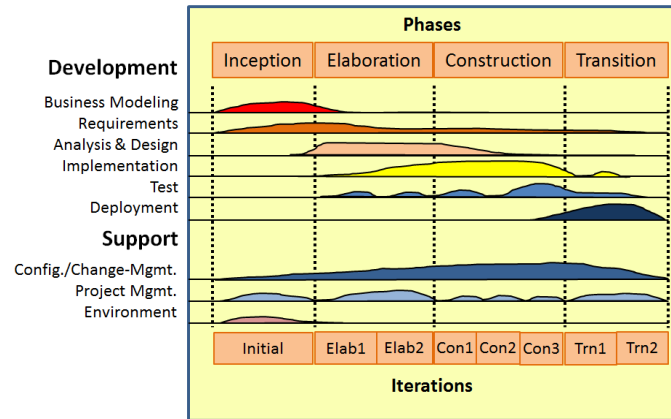 Phases
Inception Elaboration Construction Transition
Development
Business Modeling
Requirements
Analysis & Design
Implementation
Test
Deployment
Support
Config./Change-Mgmt.
Project Mgmt.
Environment
Initial Elab1 Elab2 Con1 Con2 Con3 Trn1 Trn2
Iterations